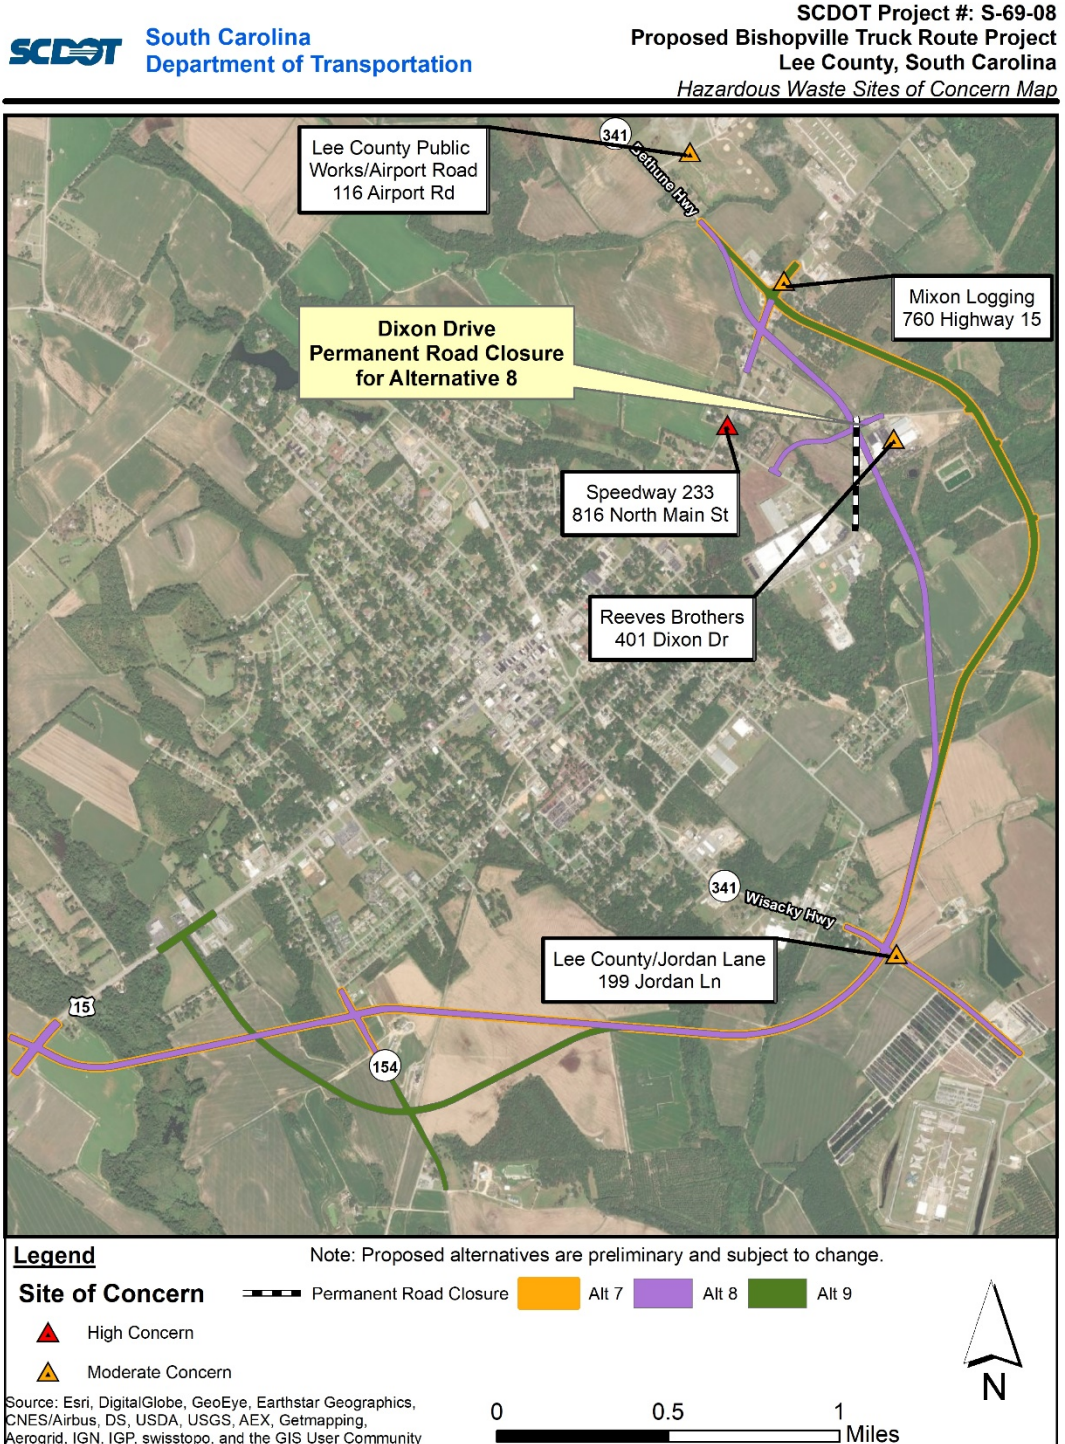 SCDOT
South Carolina
Department of Transportation
SCDOT Project #: S-69-08
Proposed Bishopville Truck Route Project
Lee County, South Carolina
Hazardous Waste Sites of Concern Map
Lee County Public
Works/Airport Road
116 Airport Rd
341
Bethune Hwy
Mixon Logging
760 Highway 15
Dixon Drive
Permanent Road Closure
for Alternative 8
Speedway 233
816 North Main St
Reeves Brothers
401 Dixon Dr
341
Wisacky Hwy
Lee County/Jordan Lane
199 Jordan Ln
15
154
Legend
Note: Proposed alternatives are preliminary and subject to change.
Site of Concern
Permanent Road Closure
Alt 7
Alt 8
Alt 9
High Concern
Moderate Concern
N
Source: Esri, DigitalGlobe, GeoEye, Earthstar Geographics,
CNES/Airbus, DS, USDA, USGS, AEX, Getmapping,
Aerogrid, IGN, IGP, swisstopo, and the GIS User Community
0 0.5 1
Miles